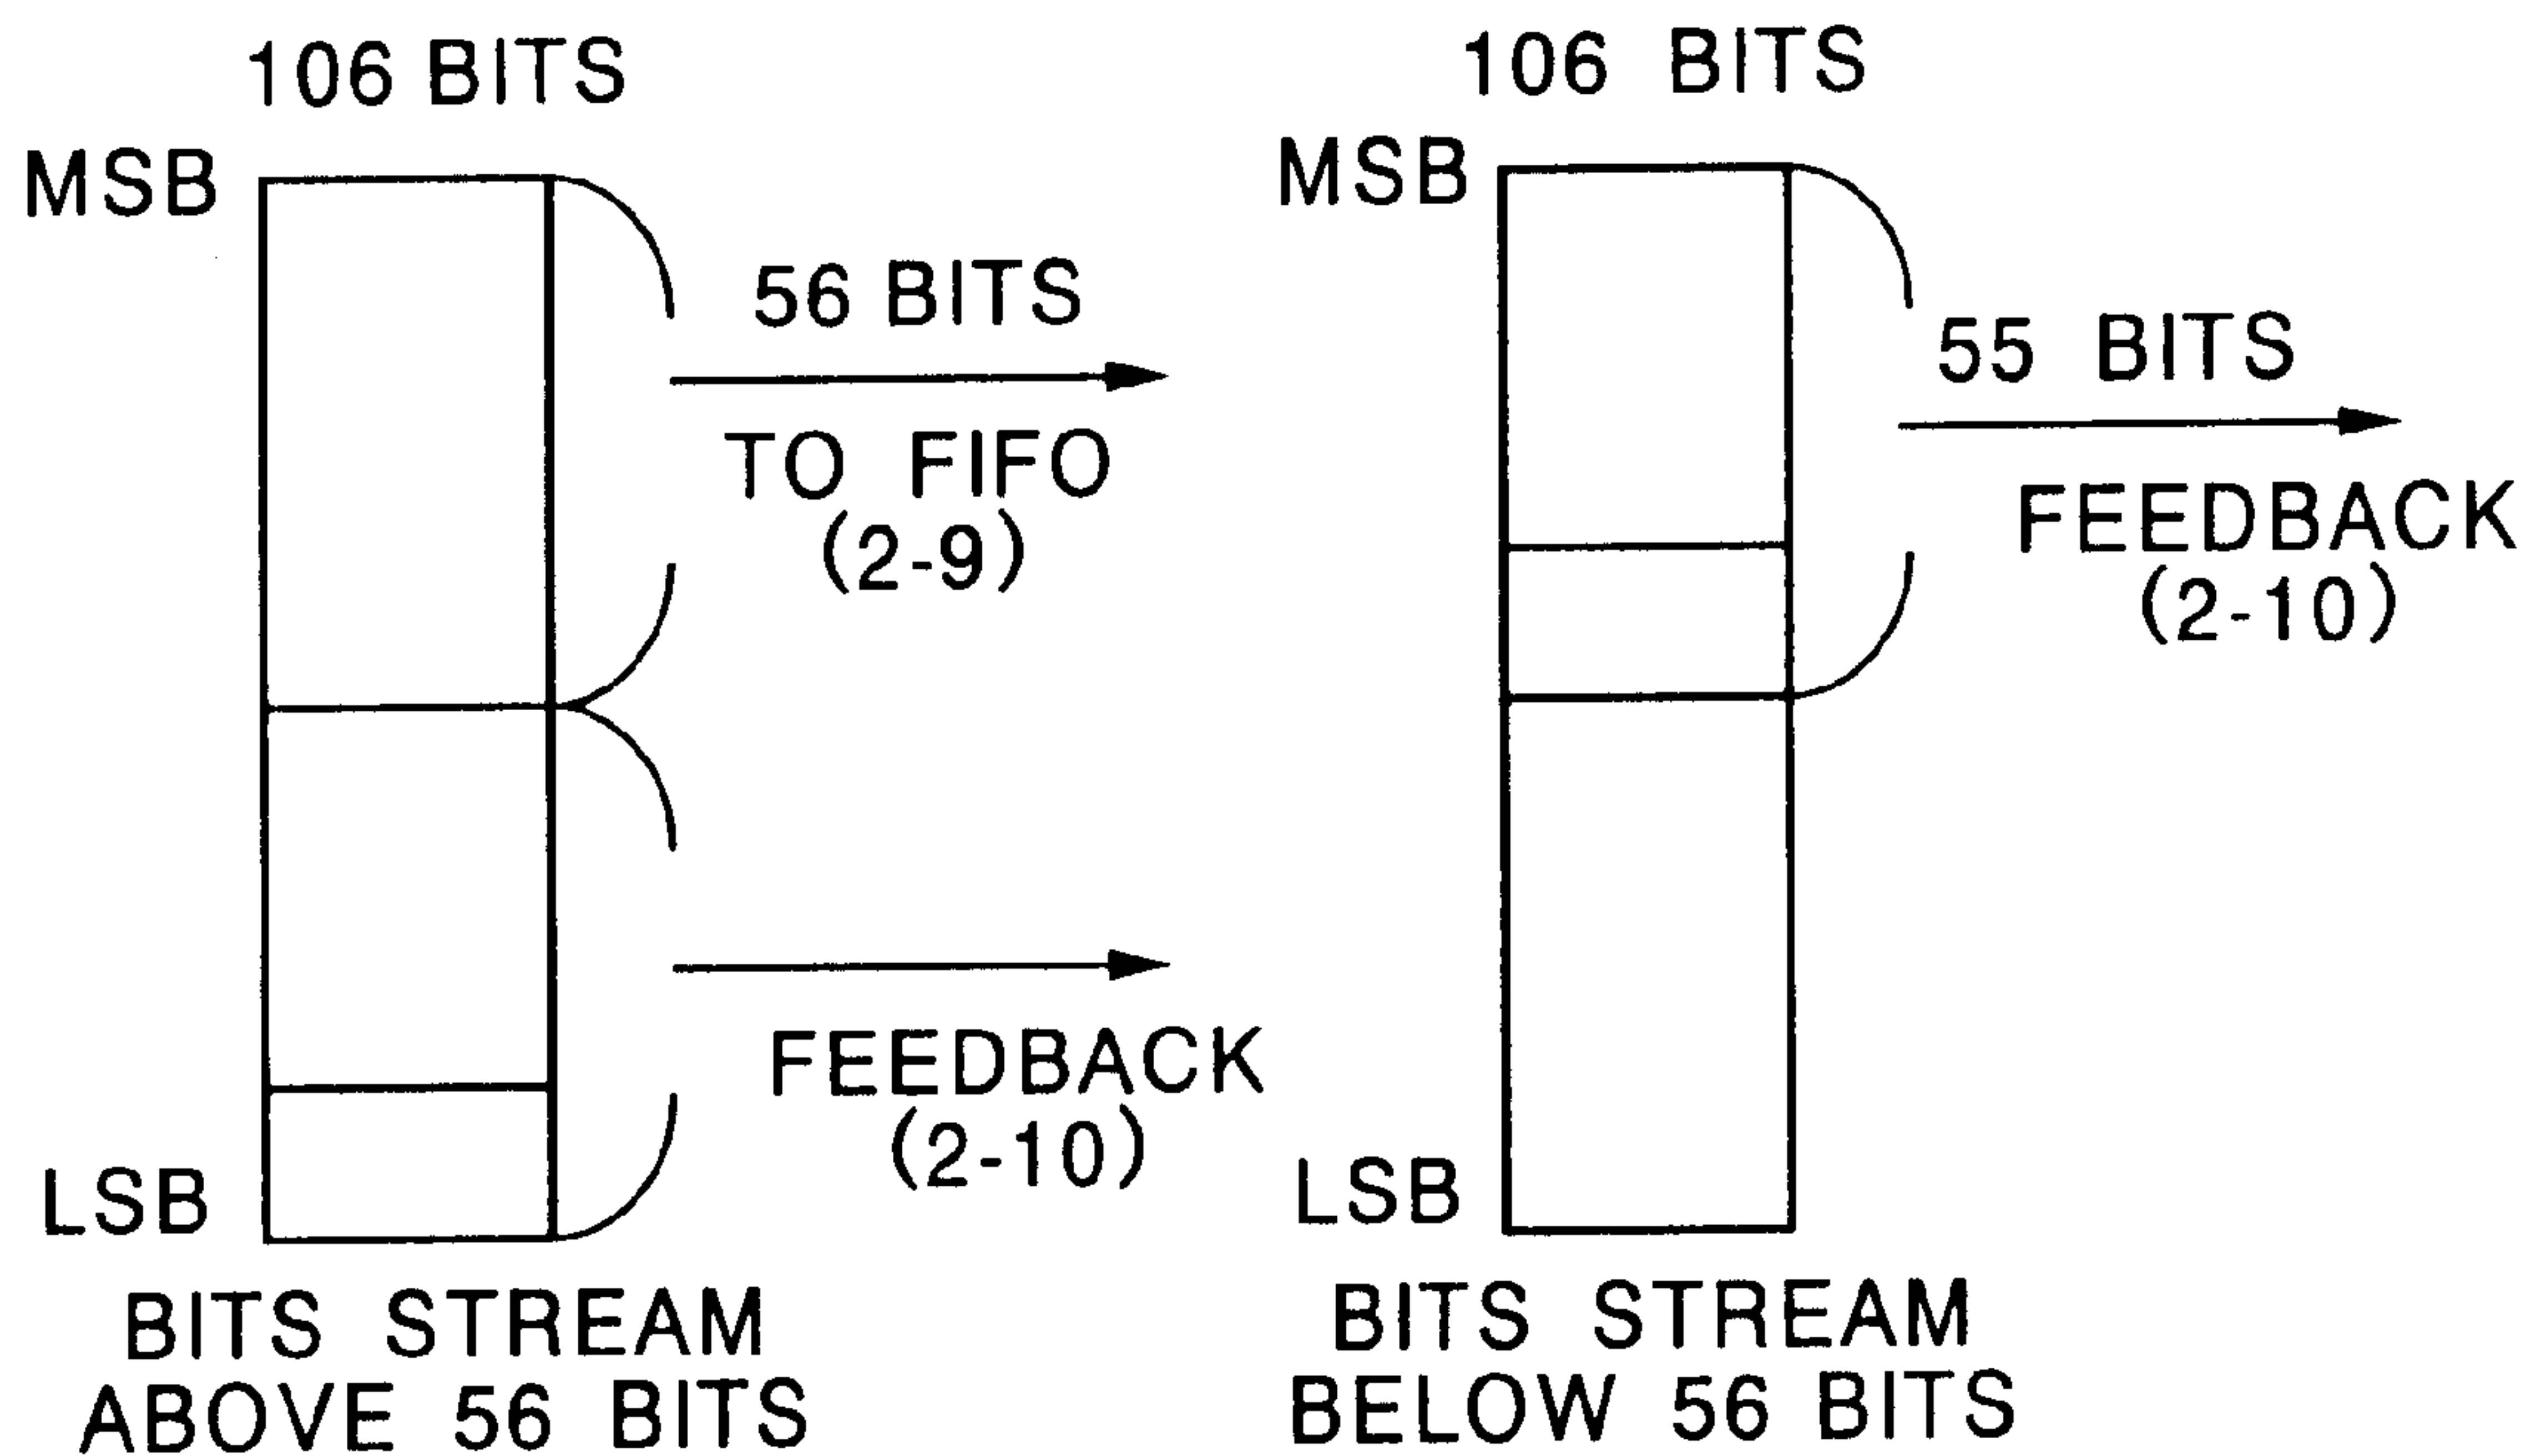 106 BITS
MSB
56 BITS
TO FIFO
(2-9)
FEEDBACK
(2-10)
LSB
BITS STREAM
ABOVE 56 BITS
106 BITS
MSB
55 BITS
FEEDBACK
(2-10)
LSB
BITS STREAM
BELOW 56 BITS